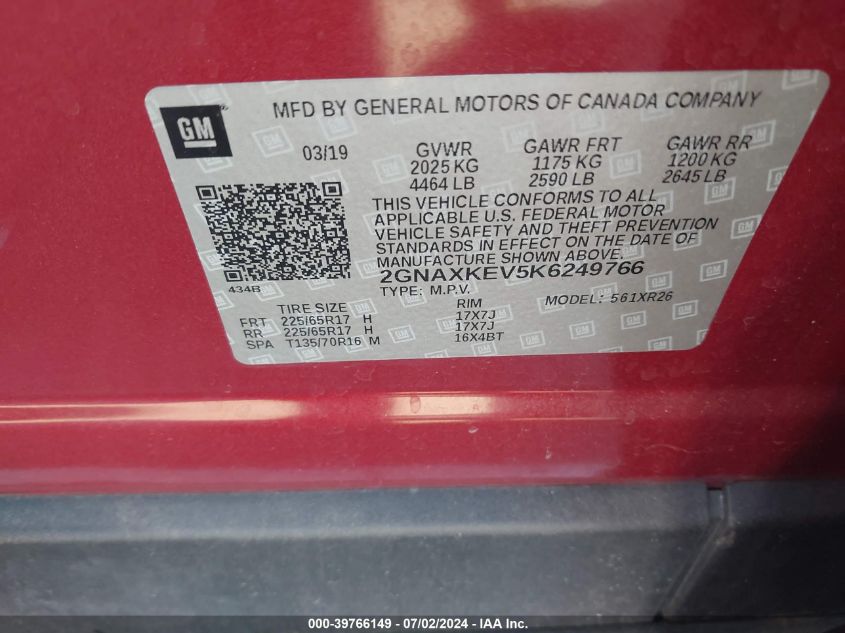 GM
MFD BY GENERAL MOTORS OF CANADA COMPANY
03/19 GVWR GAWR FRT GAWR RR
2025 KG 1175 KG 1200 KG
4464 LB 2590 LB 2645 LB
THIS VEHICLE CONFORMS TO ALL
APPLICABLE U.S. FEDERAL MOTOR
VEHICLE SAFETY AND THEFT PREVENTION
STANDARDS IN EFFECT ON THE DATE OF
MANUFACTURE SHOWN ABOVE.
434B
2GNAXKEV5K6249766
TYPE: M.P.V. MODEL: 561XR26
TIRE SIZE RIM
FRT 225/65R17 H 17X7J
RR 225/65R17 H 17X7J
SPA T135/70R16 M 16X4BT
000-39766149 - 07/02/2024 - IAA Inc.